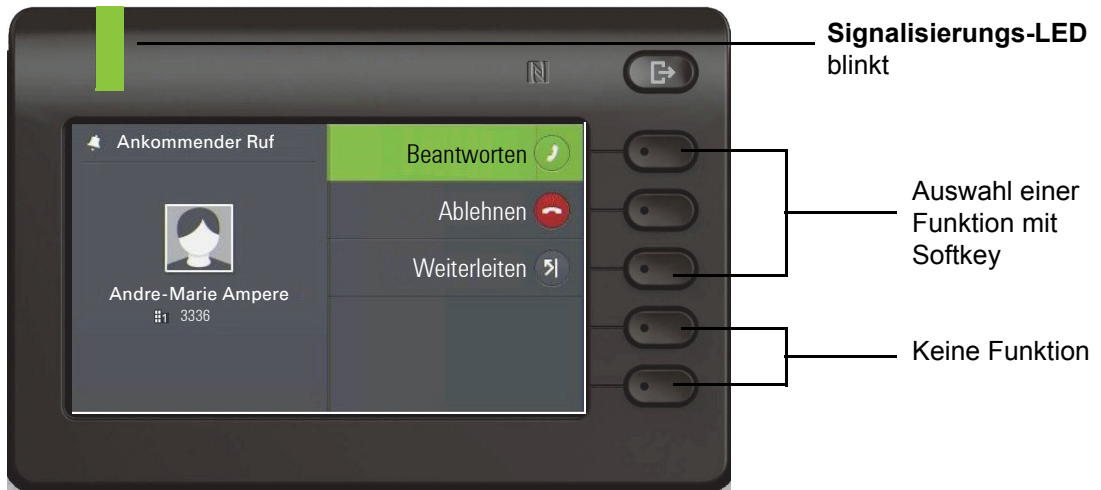 Signalisierungs-LED
blinkt
Ankommender Ruf
Beantworten
Ablehnen
Weiterleiten
Andre-Marie Ampere
1 3336
Auswahl einer
Funktion mit
Softkey
Keine Funktion